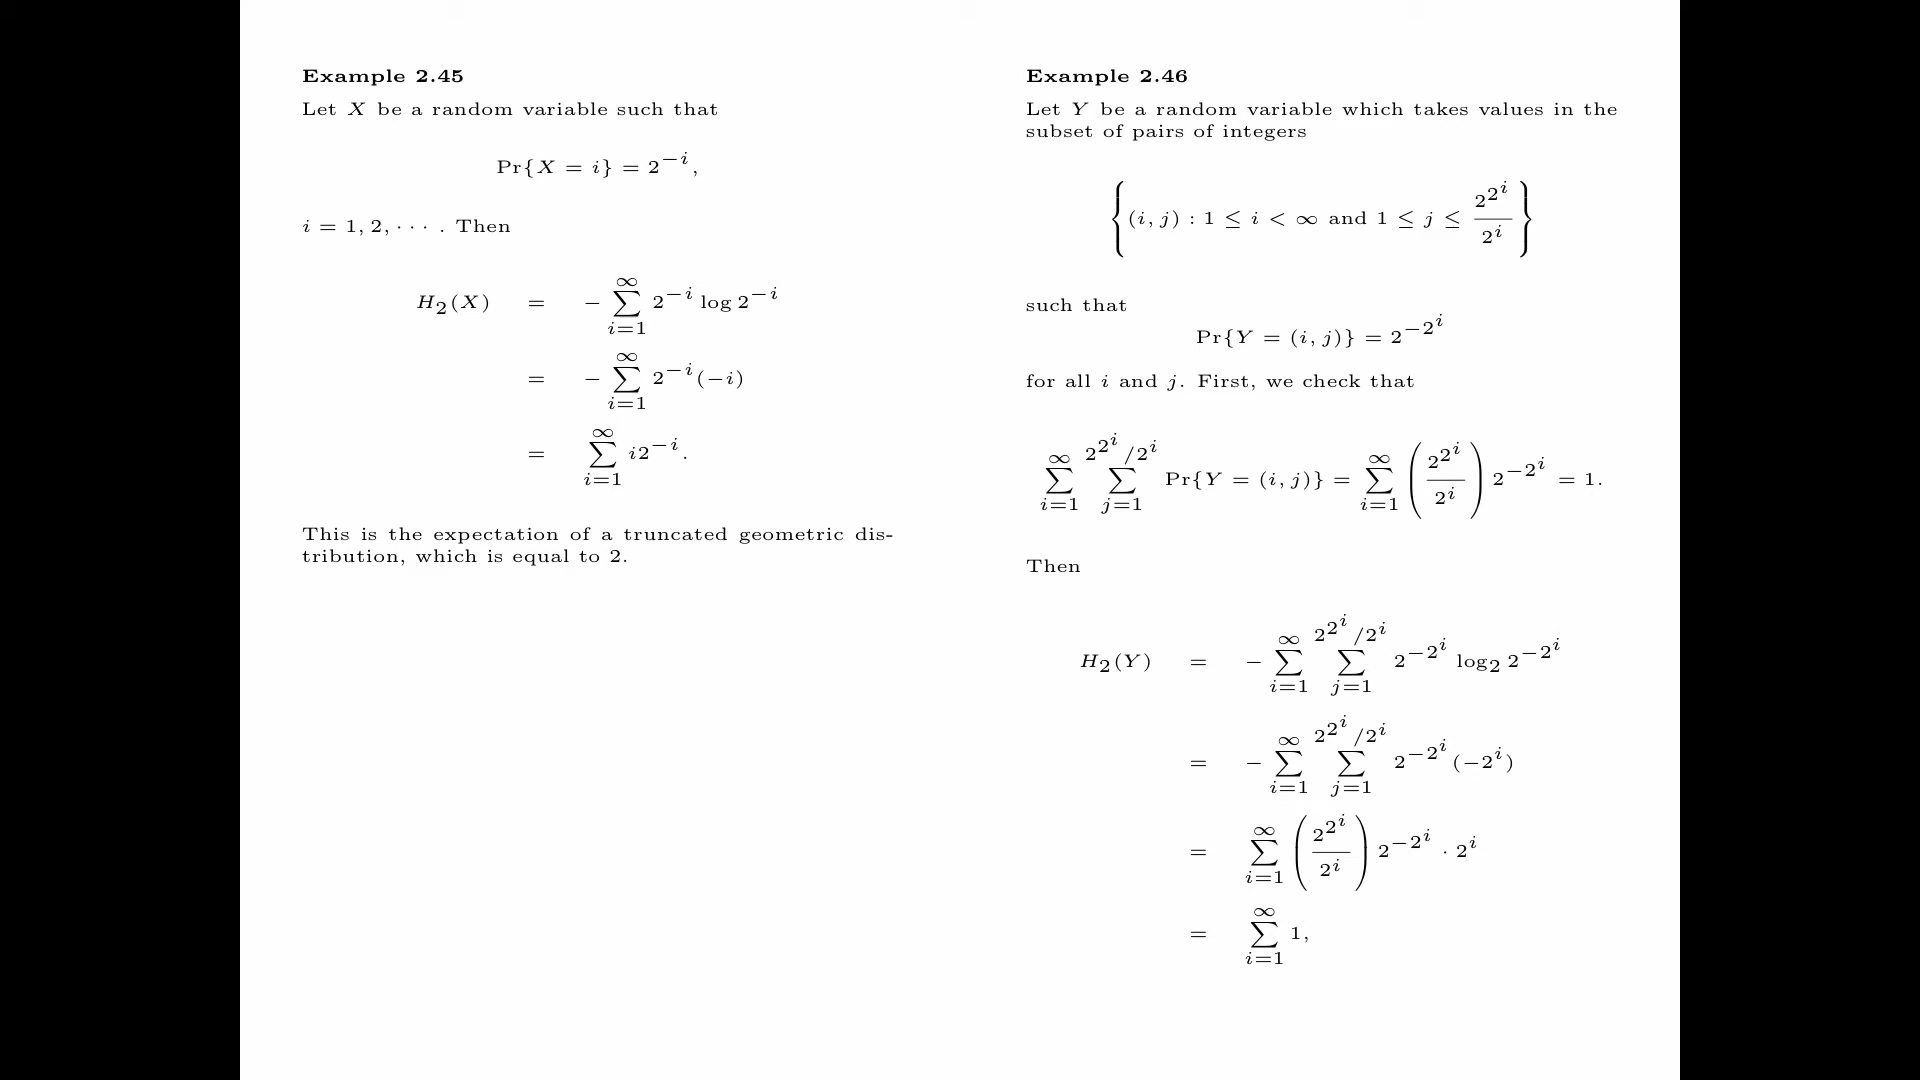 Example 2.45
Let X be a random variable such that
Pr{X = i} = 2^{−i},
i = 1, 2, · · · . Then
H_2(X) = − ∑_{i=1}^{∞} 2^{−i} log 2^{−i}
= − ∑_{i=1}^{∞} 2^{−i}(−i)
= ∑_{i=1}^{∞} i2^{−i}.
This is the expectation of a truncated geometric dis-
tribution, which is equal to 2.
Example 2.46
Let Y be a random variable which takes values in the
subset of pairs of integers
{(i, j) : 1 ≤ i < ∞ and 1 ≤ j ≤ 2^{2^i}/2^i}
such that
Pr{Y = (i, j)} = 2^{−2^i}
for all i and j. First, we check that
∑_{i=1}^{∞} ∑_{j=1}^{2^{2^i}/2^i} Pr{Y = (i, j)} = ∑_{i=1}^{∞} (2^{2^i}/2^i) 2^{−2^i} = 1.
Then
H_2(Y) = − ∑_{i=1}^{∞} ∑_{j=1}^{2^{2^i}/2^i} 2^{−2^i} log_2 2^{−2^i}
= − ∑_{i=1}^{∞} ∑_{j=1}^{2^{2^i}/2^i} 2^{−2^i}(−2^i)
= ∑_{i=1}^{∞} (2^{2^i}/2^i) 2^{−2^i} · 2^i
= ∑_{i=1}^{∞} 1,